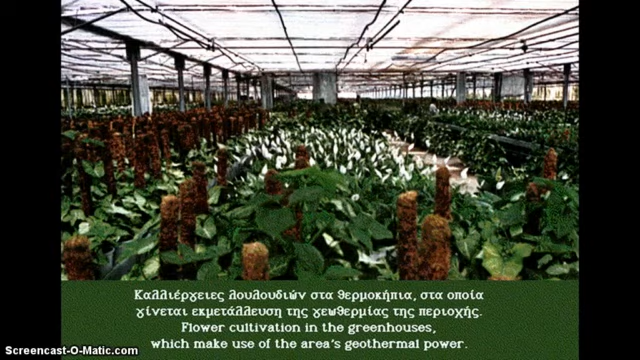 Καλλιέργειες λουλουδιών στα θερμοκήπια, στα οποία
γίνεται εκμετάλλευση της γεωθερμίας της περιοχής.
Flower cultivation in the greenhouses,
which make use of the area's geothermal power.
Screencast-O-Matic.com